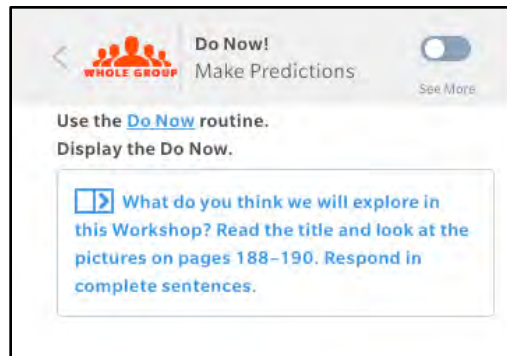 Do Now!
WHOLE GROUP
Make Predictions
See More
Use the Do Now routine.
Display the Do Now.
What do you think we will explore in
this Workshop? Read the title and look at the
pictures on pages 188–190. Respond in
complete sentences.